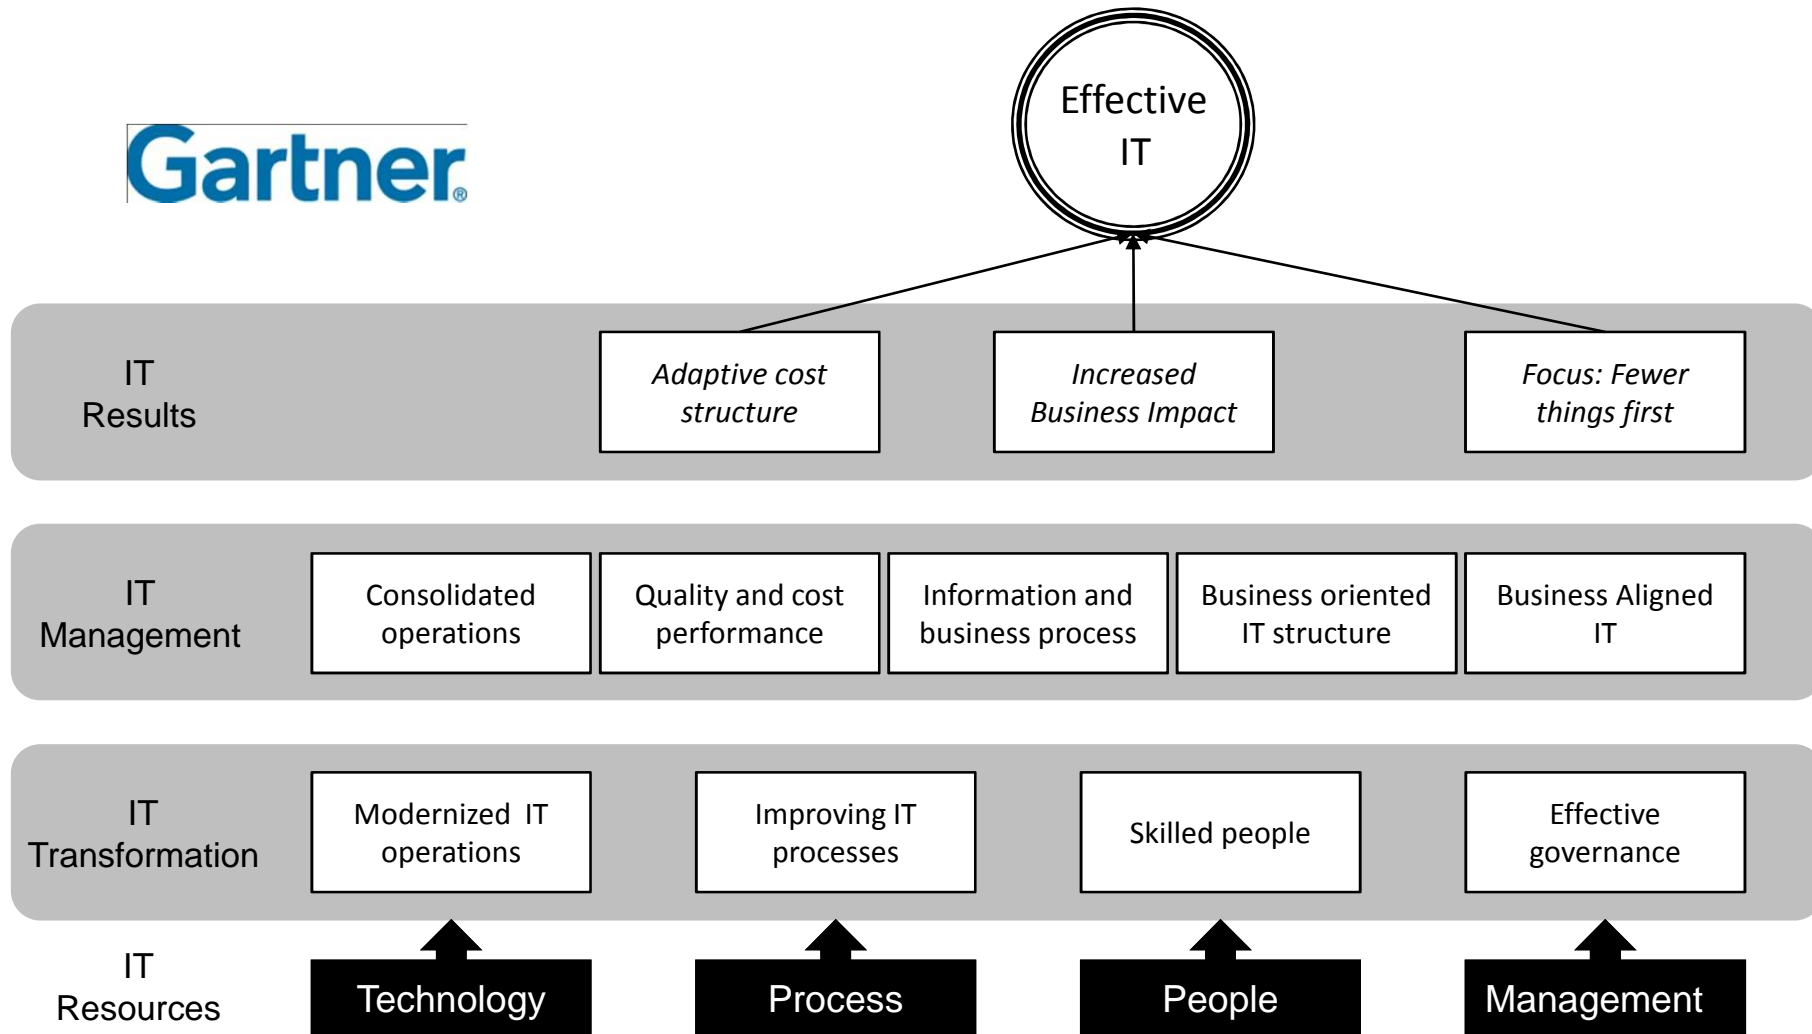 Gartner®
Effective
IT
IT
Results
Adaptive cost
structure
Increased
Business Impact
Focus: Fewer
things first
IT
Management
Consolidated
operations
Quality and cost
performance
Information and
business process
Business oriented
IT structure
Business Aligned
IT
IT
Transformation
Modernized IT
operations
Improving IT
processes
Skilled people
Effective
governance
IT
Resources
Technology
Process
People
Management